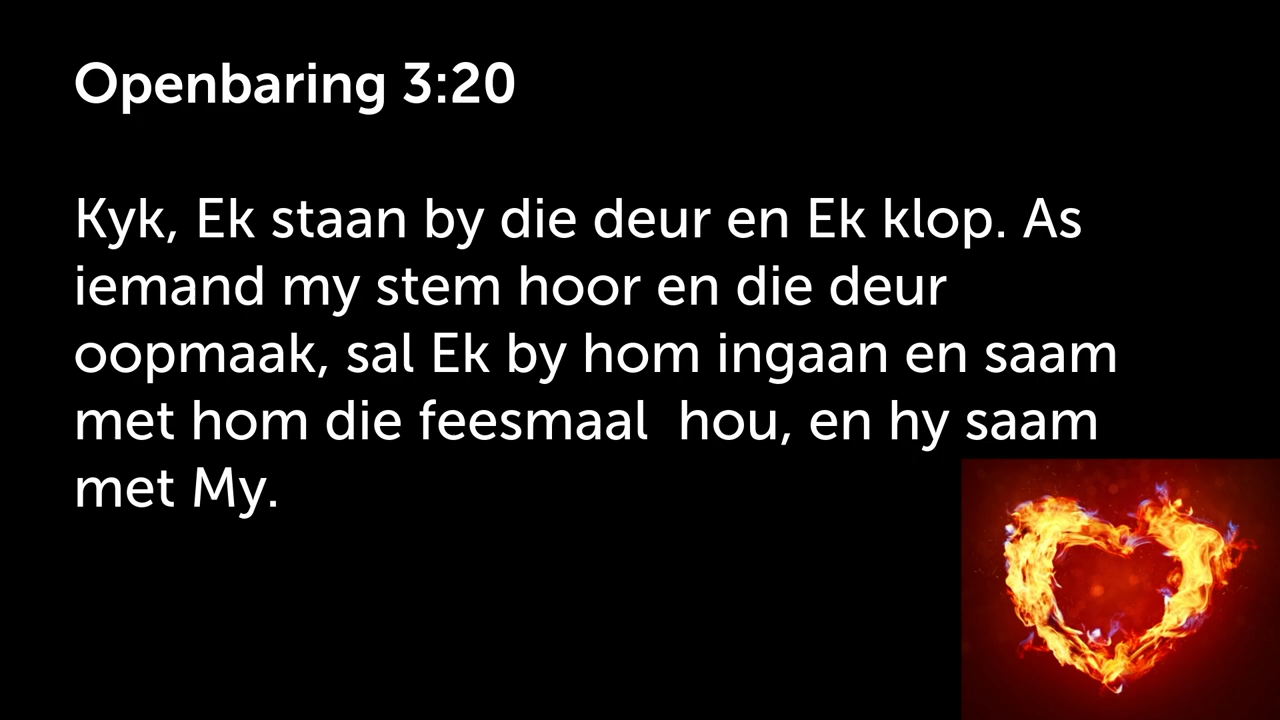 Openbaring 3:20
Kyk, Ek staan by die deur en Ek klop. As
iemand my stem hoor en die deur
oopmaak, sal Ek by hom ingaan en saam
met hom die feesmaal  hou, en hy saam
met My.